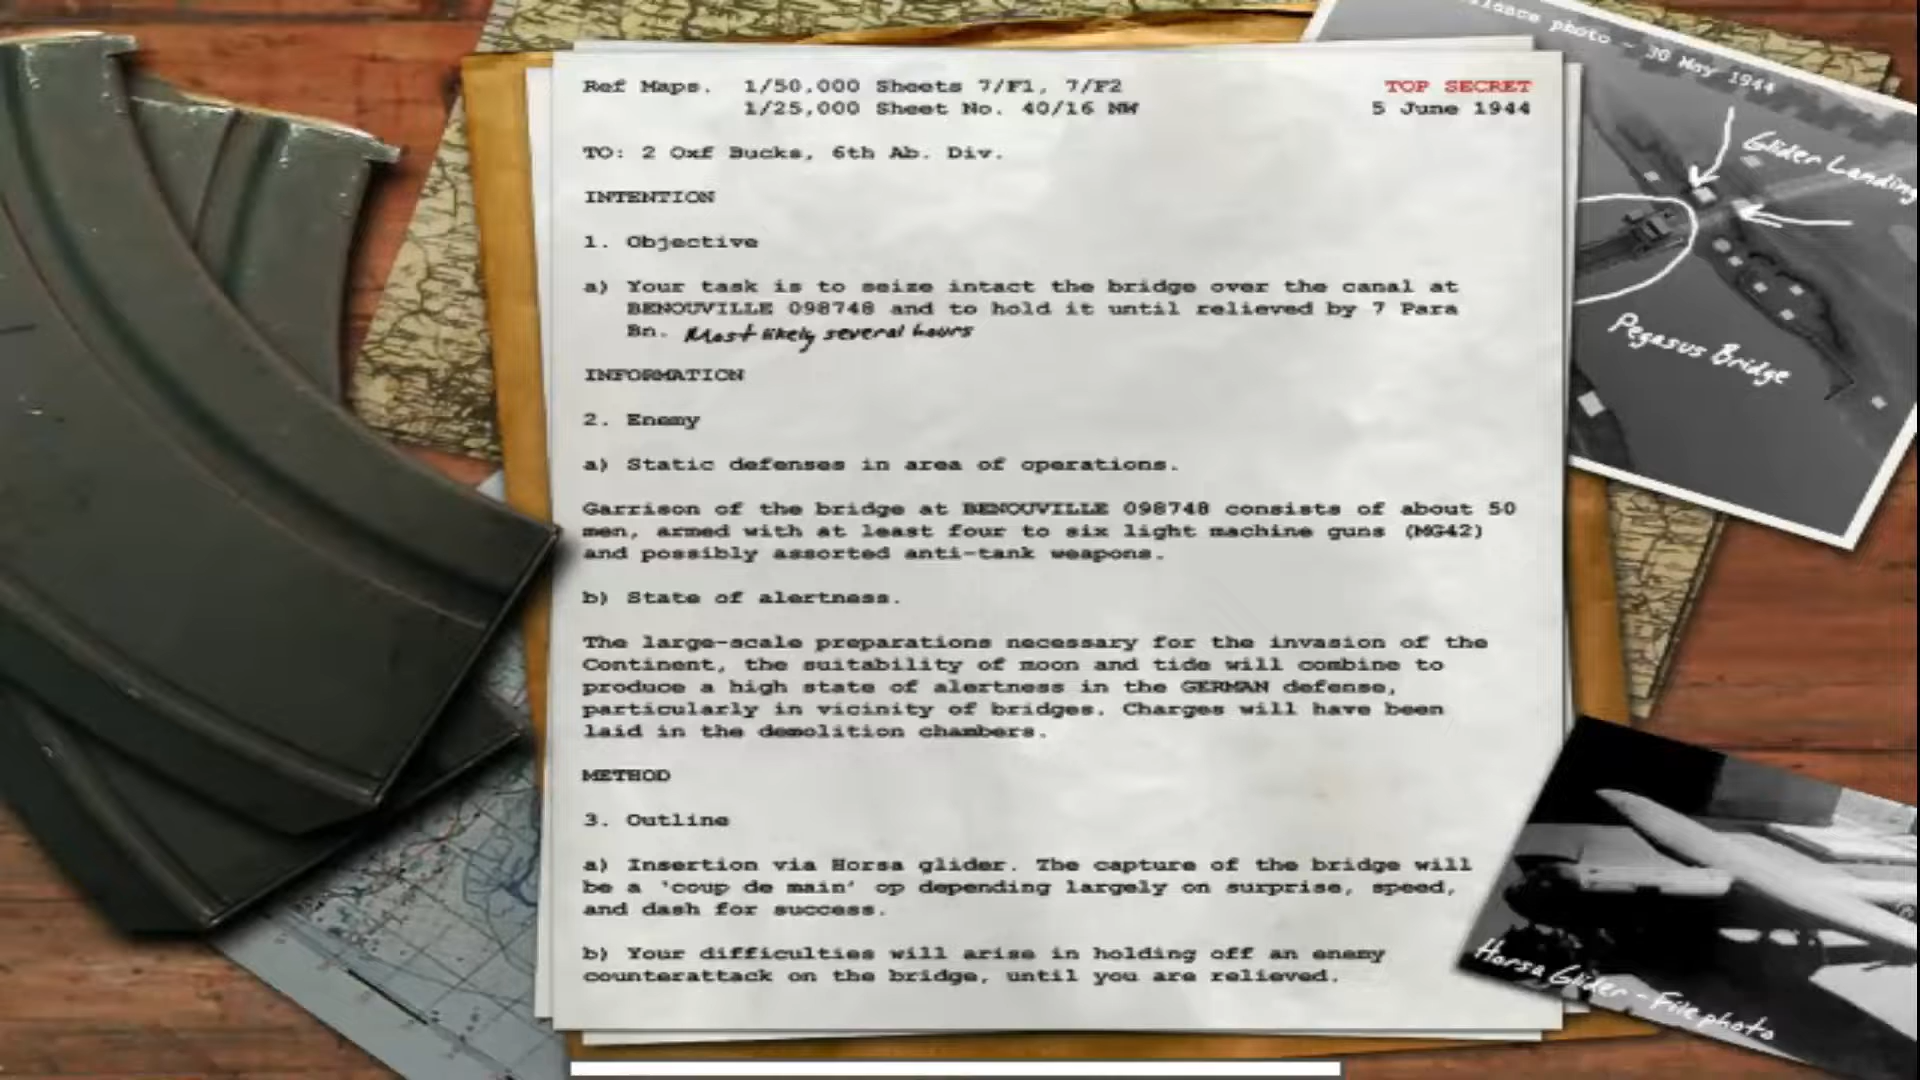 Ref Maps. 1/50,000 Sheets 7/F1, 7/F2
1/25,000 Sheet No. 40/16 NW
TOP SECRET
5 June 1944
TO: 2 Oxf Bucks, 6th Ab. Div.
INTENTION
1. Objective
a) Your task is to seize intact the bridge over the canal at
BENOUVILLE 098748 and to hold it until relieved by 7 Para
Bn. Most likely several hours
INFORMATION
2. Enemy
a) Static defenses in area of operations.
Garrison of the bridge at BENOUVILLE 098748 consists of about 50
men, armed with at least four to six light machine guns (MG42)
and possibly assorted anti-tank weapons.
b) State of alertness.
The large-scale preparations necessary for the invasion of the
Continent, the suitability of moon and tide will combine to
produce a high state of alertness in the GERMAN defense,
particularly in vicinity of bridges. Charges will have been
laid in the demolition chambers.
METHOD
3. Outline
a) Insertion via Horsa glider. The capture of the bridge will
be a 'coup de main' op depending largely on surprise, speed,
and dash for success.
b) Your difficulties will arise in holding off an enemy
counterattack on the bridge, until you are relieved.
photo - 30 May 1944
Glider Landing
Pegasus Bridge
Horsa Glider - File photo